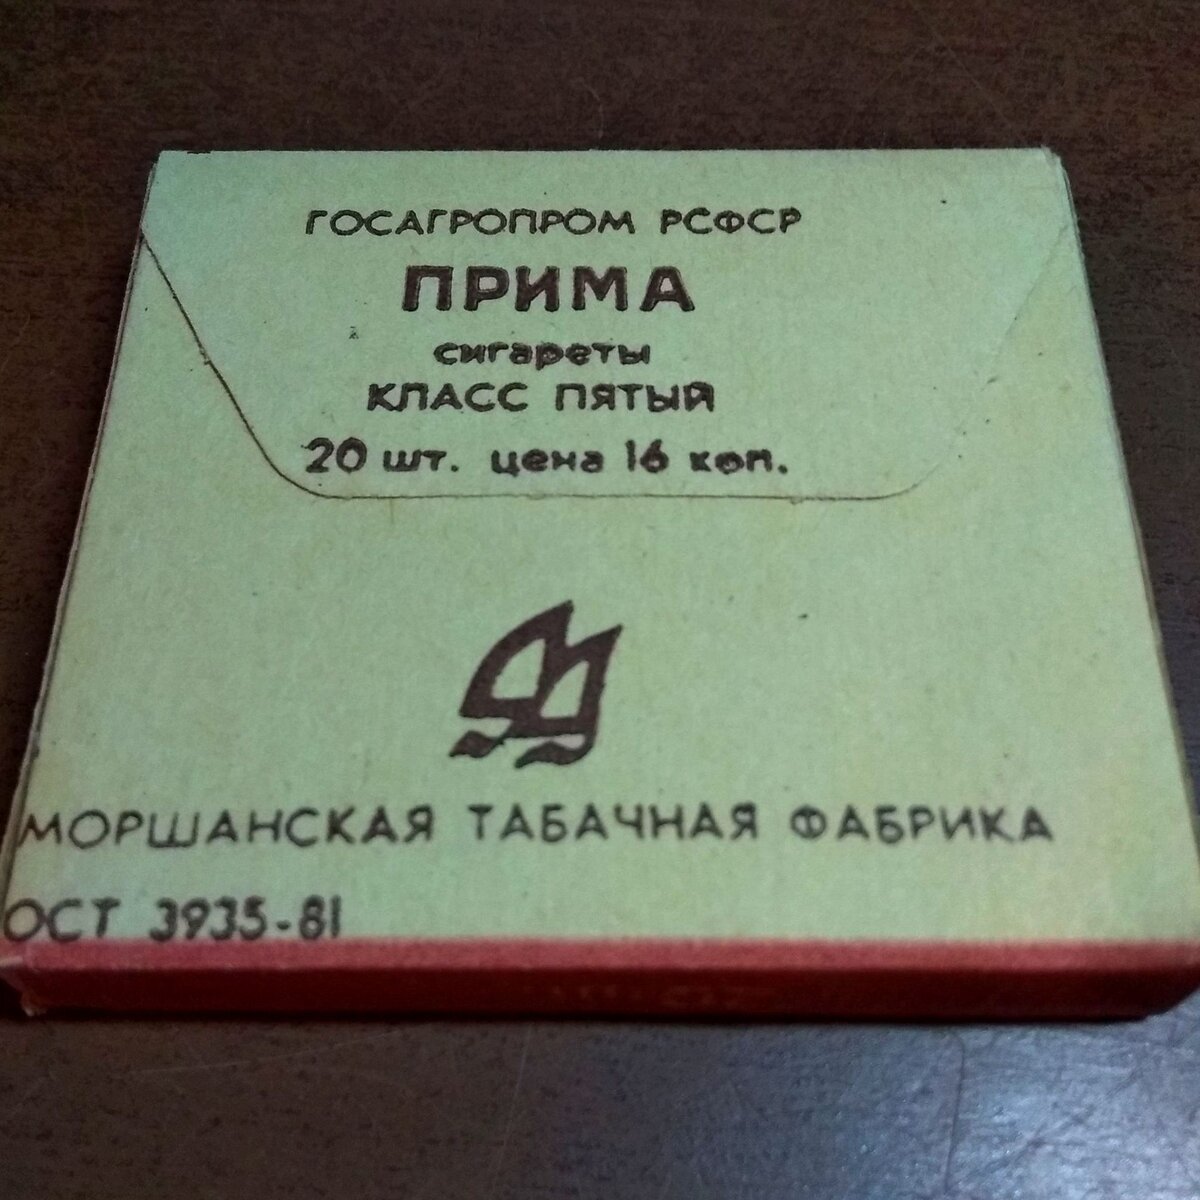 ГОСАГРОПРОМ РСФСР
ПРИМА
сигареты
КЛАСС ПЯТЫЙ
20 шт. цена 16 коп.
МОРШАНСКАЯ ТАБАЧНАЯ ФАБРИКА
ОСТ 3935-81